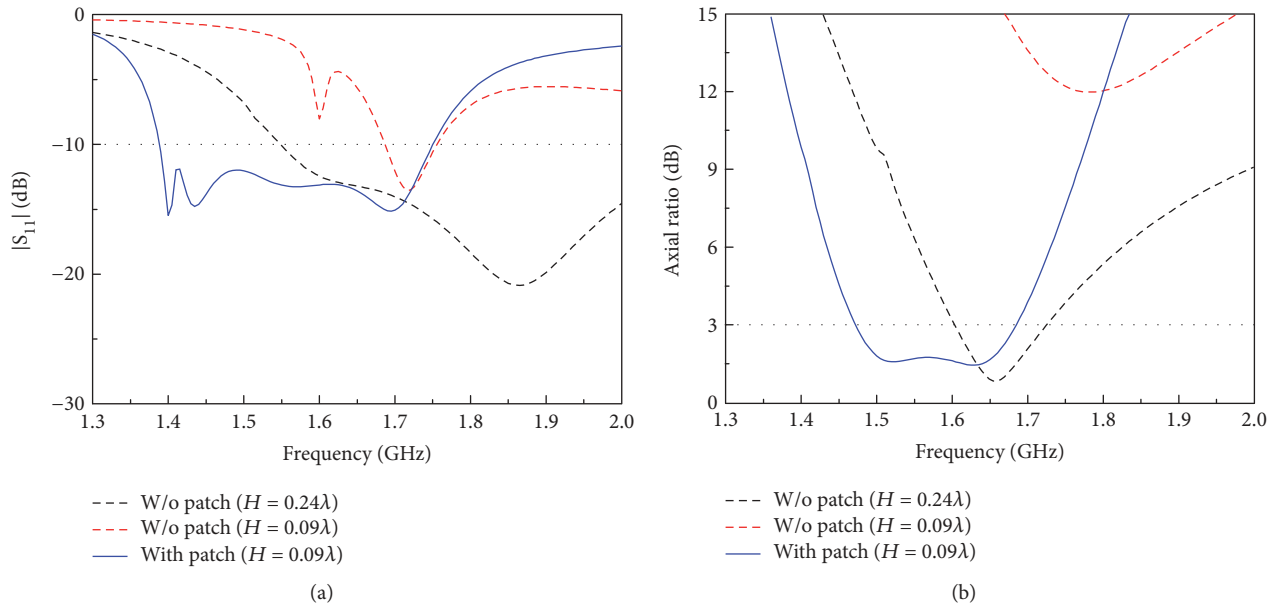 0
−10
−20
−30
|S11| (dB)
1.3 1.4 1.5 1.6 1.7 1.8 1.9 2.0
Frequency (GHz)
W/o patch (H = 0.24λ)
W/o patch (H = 0.09λ)
With patch (H = 0.09λ)
(a)
15
12
9
6
3
0
Axial ratio (dB)
1.3 1.4 1.5 1.6 1.7 1.8 1.9 2.0
Frequency (GHz)
W/o patch (H = 0.24λ)
W/o patch (H = 0.09λ)
With patch (H = 0.09λ)
(b)